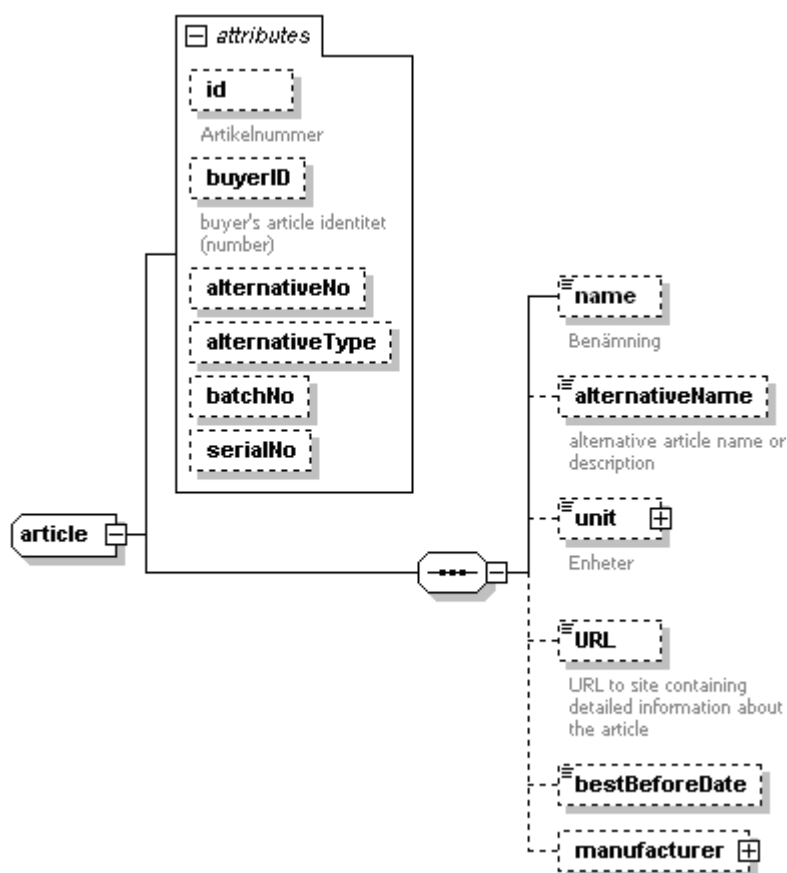 attributes
id
Artikelnummer
buyerID
buyer's article identitet
(number)
alternativeNo
alternativeType
batchNo
serialNo
article
name
Benämning
alternativeName
alternative article name or
description
unit
Enheter
URL
URL to site containing
detailed information about
the article
bestBeforeDate
manufacturer